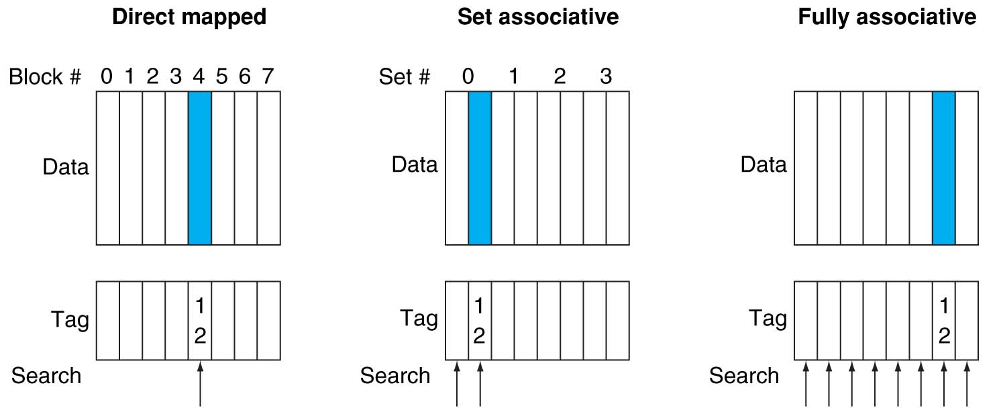 Direct mapped
Block # 0 1 2 3 4 5 6 7
Data
Tag
1
2
Search
Set associative
Set # 0 1 2 3
Data
Tag
1
2
Search
Fully associative
Data
Tag
1
2
Search